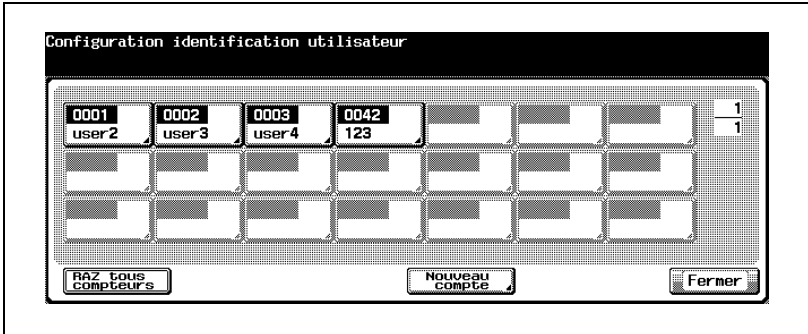 Configuration identification utilisateur
0001 0002 0003 0042
user2 user3 user4 123
1
1
RAZ tous
compteurs
Nouveau
compte
Fermer